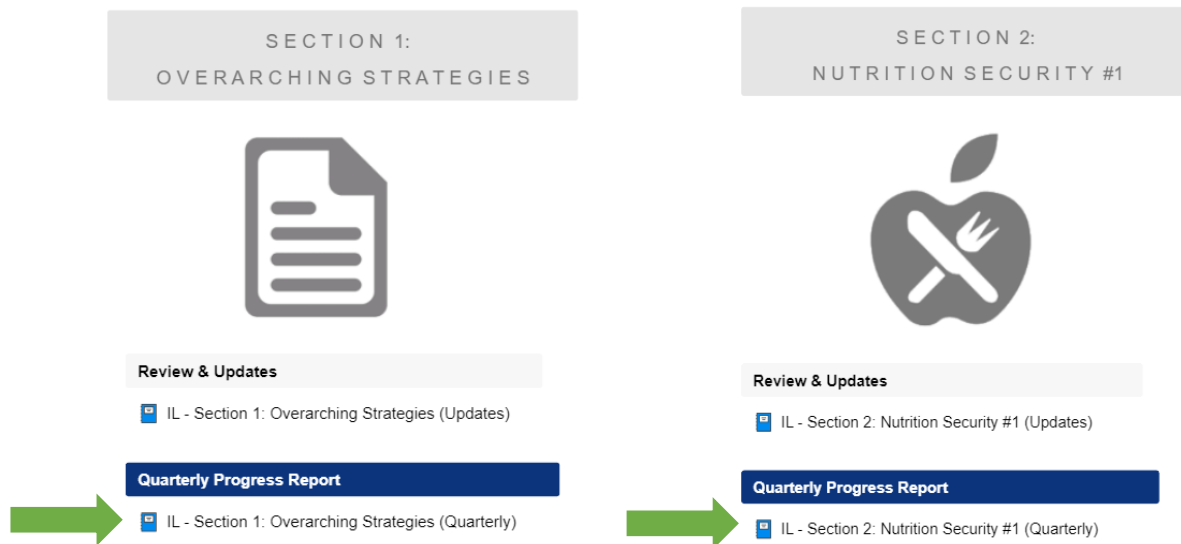 SECTION 1:
OVERARCHING STRATEGIES
Review & Updates
IL - Section 1: Overarching Strategies (Updates)
Quarterly Progress Report
IL - Section 1: Overarching Strategies (Quarterly)
SECTION 2:
NUTRITION SECURITY #1
Review & Updates
IL - Section 2: Nutrition Security #1 (Updates)
Quarterly Progress Report
IL - Section 2: Nutrition Security #1 (Quarterly)